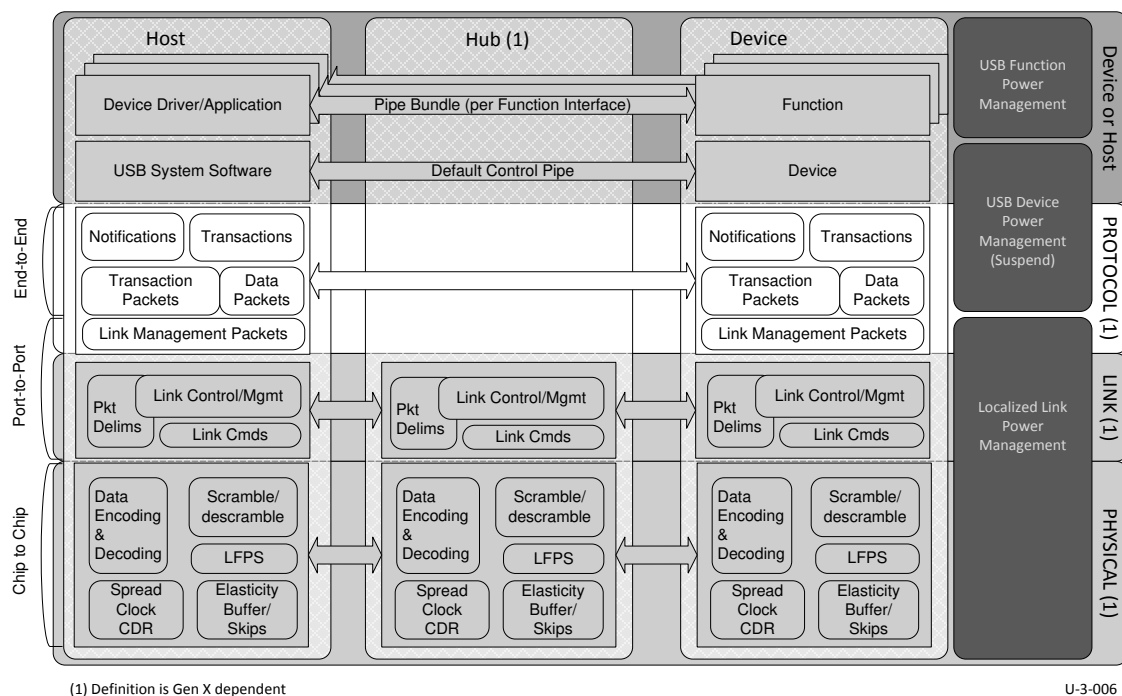 Host
Hub (1)
Device
Device Driver/Application
Pipe Bundle (per Function Interface)
Function
USB Function
Power
Management
Device or Host
USB System Software
Default Control Pipe
Device
USB Device
Power
Management
(Suspend)
End-to-End
Notifications
Transactions
Transaction
Packets
Data
Packets
Link Management Packets
Notifications
Transactions
Transaction
Packets
Data
Packets
Link Management Packets
PROTOCOL (1)
Port-to-Port
Pkt
Delims
Link Control/Mgmt
Link Cmds
Pkt
Delims
Link Control/Mgmt
Link Cmds
Pkt
Delims
Link Control/Mgmt
Link Cmds
Localized Link
Power
Management
LINK (1)
Chip to Chip
Data
Encoding
&
Decoding
Scramble/
descramble
LFPS
Spread
Clock
CDR
Elasticity
Buffer/
Skips
Data
Encoding
&
Decoding
Scramble/
descramble
LFPS
Spread
Clock
CDR
Elasticity
Buffer/
Skips
Data
Encoding
&
Decoding
Scramble/
descramble
LFPS
Spread
Clock
CDR
Elasticity
Buffer/
Skips
PHYSICAL (1)
(1) Definition is Gen X dependent
U-3-006